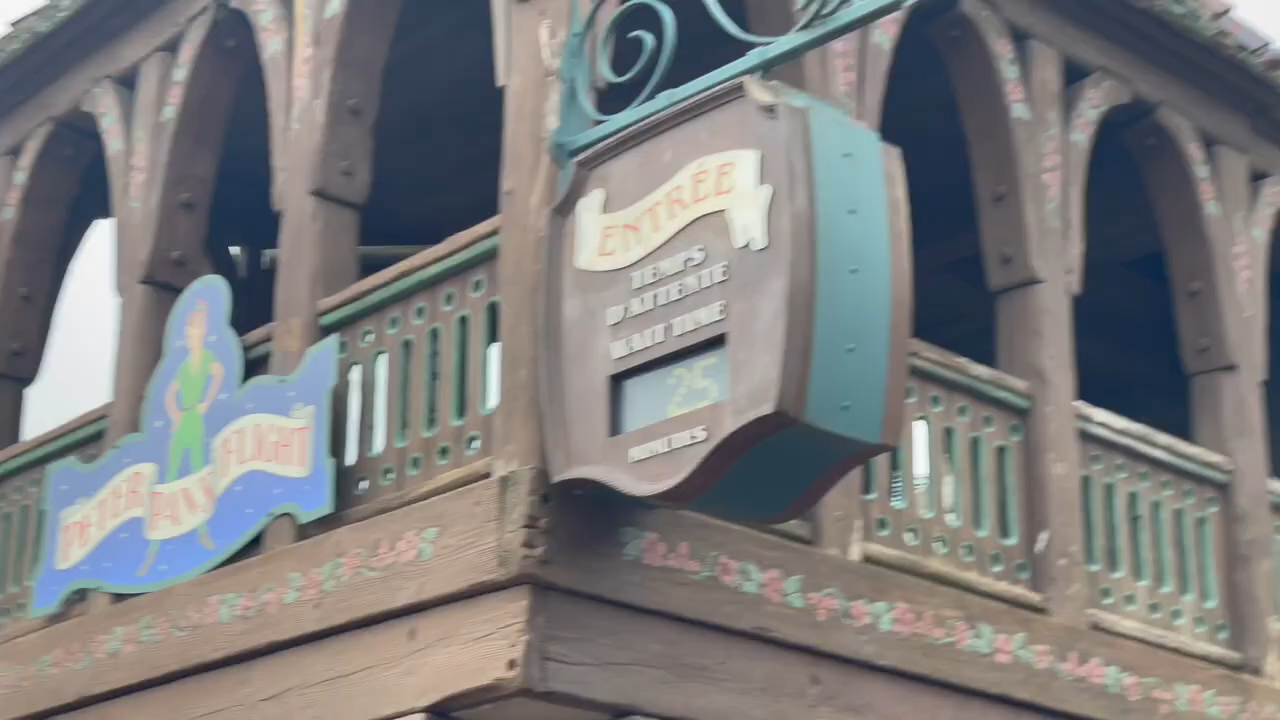 PETER
PAN'S
FLIGHT
ENTRÉE
TEMPS
D'ATTENTE
WAIT TIME
25
MINUTES